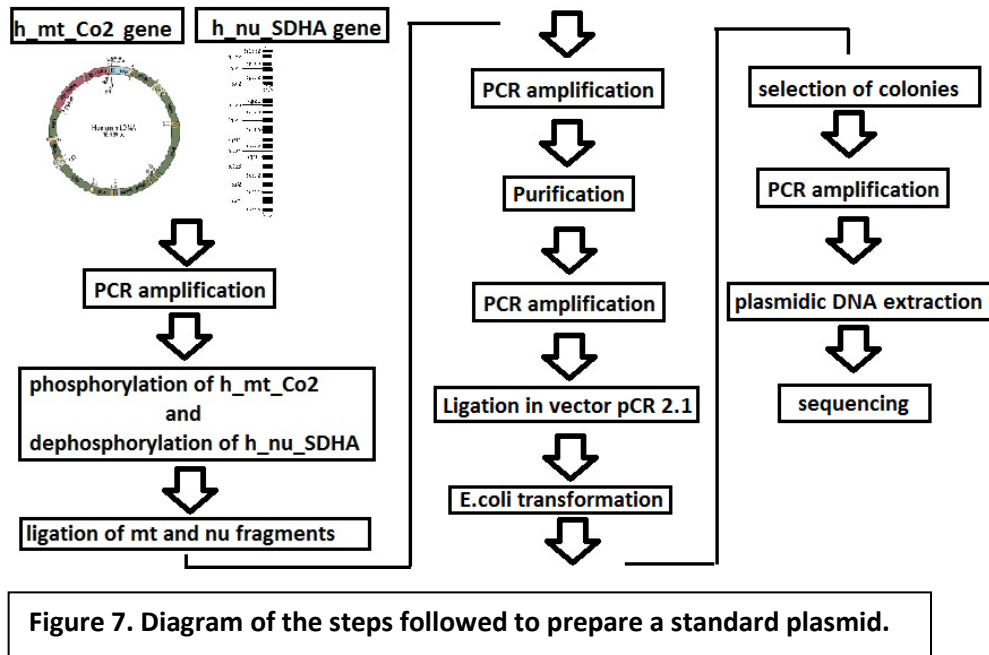 h_mt_Co2 gene
h_nu_SDHA gene
Human mtDNA
PCR amplification
phosphorylation of h_mt_Co2
and
dephosphorylation of h_nu_SDHA
ligation of mt and nu fragments
PCR amplification
Purification
PCR amplification
Ligation in vector pCR 2.1
E.coli transformation
selection of colonies
PCR amplification
plasmidic DNA extraction
sequencing
Figure 7. Diagram of the steps followed to prepare a standard plasmid.